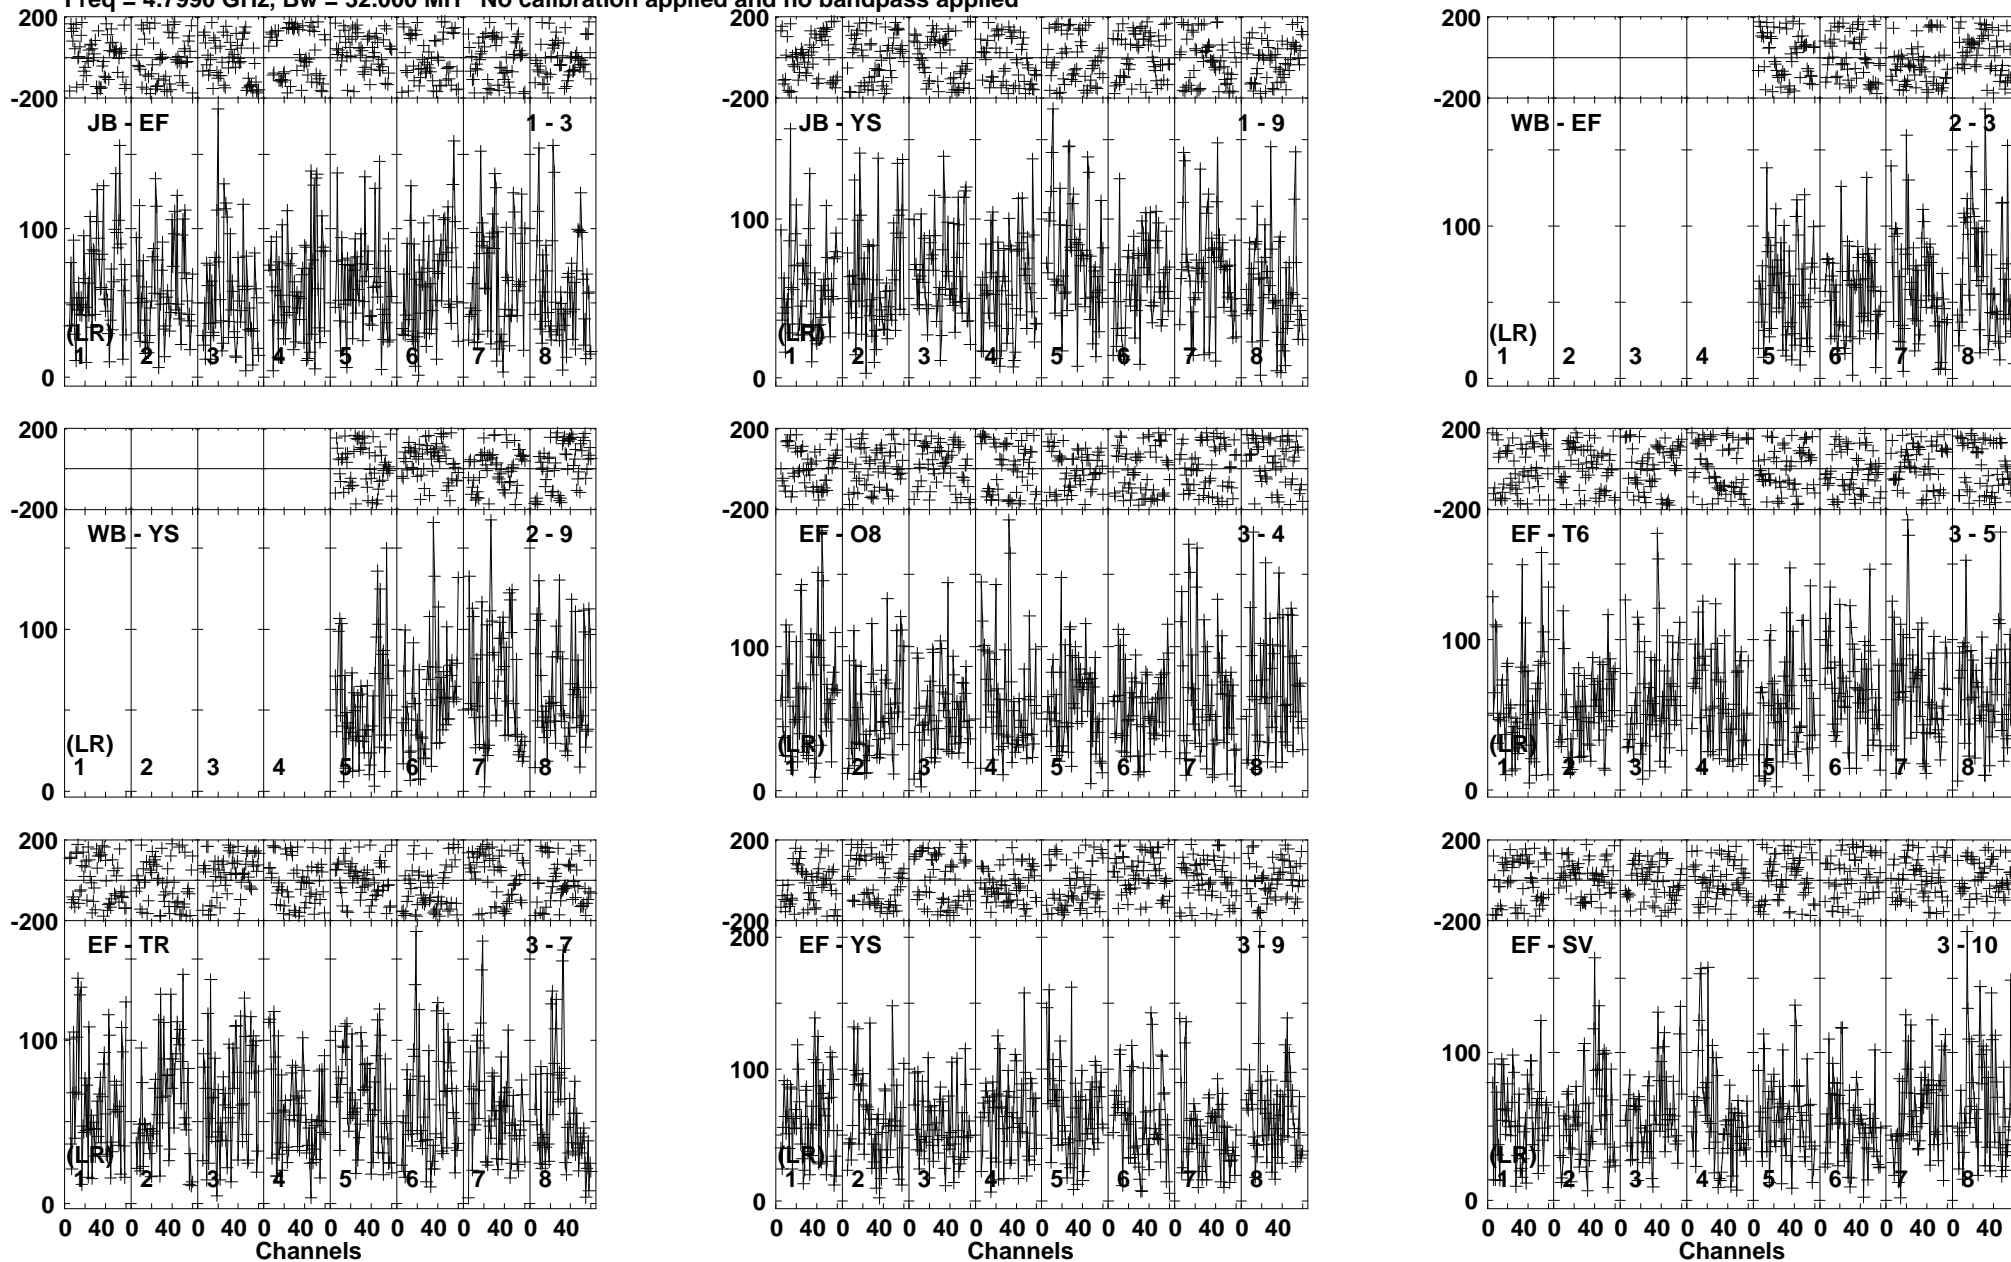 Freq = 4.7990 GHz, Bw = 32.000 MH No calibration applied and no bandpass applied
200
-200
JB - EF 1 - 3
100
(LR)
1 2 3 4 5 6 7 8
0
200
-200
JB - YS 1 - 9
100
(LR)
1 2 3 4 5 6 7 8
0
200
-200
WB - EF 2 - 3
100
(LR)
1 2 3 4 5 6 7 8
0
200
-200
WB - YS 2 - 9
100
(LR)
1 2 3 4 5 6 7 8
0
200
-200
EF - O8 3 - 4
100
(LR)
1 2 3 4 5 6 7 8
0
200
-200
EF - T6 3 - 5
100
(LR)
1 2 3 4 5 6 7 8
0
200
-200
EF - TR 3 - 7
100
(LR)
1 2 3 4 5 6 7 8
0
0 40 0 40 0 40 0 40 0 40 0 40 0 40 0 40
Channels
200
-200
200
EF - YS 3 - 9
100
(LR)
1 2 3 4 5 6 7 8
0
0 40 0 40 0 40 0 40 0 40 0 40 0 40 0 40
Channels
200
-200
EF - SV 3 - 10
100
(LR)
1 2 3 4 5 6 7 8
0
0 40 0 40 0 40 0 40 0 40 0 40 0 40 0 40
Channels